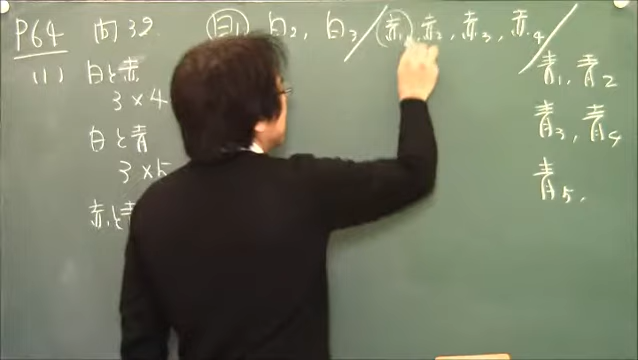 P64 問32 白1 白2, 白3 / 赤1, 赤2, 赤3, 赤4 /
(1) 白と赤
3×4
白と青
3×5
赤と青
青1, 青2
青3, 青4
青5,